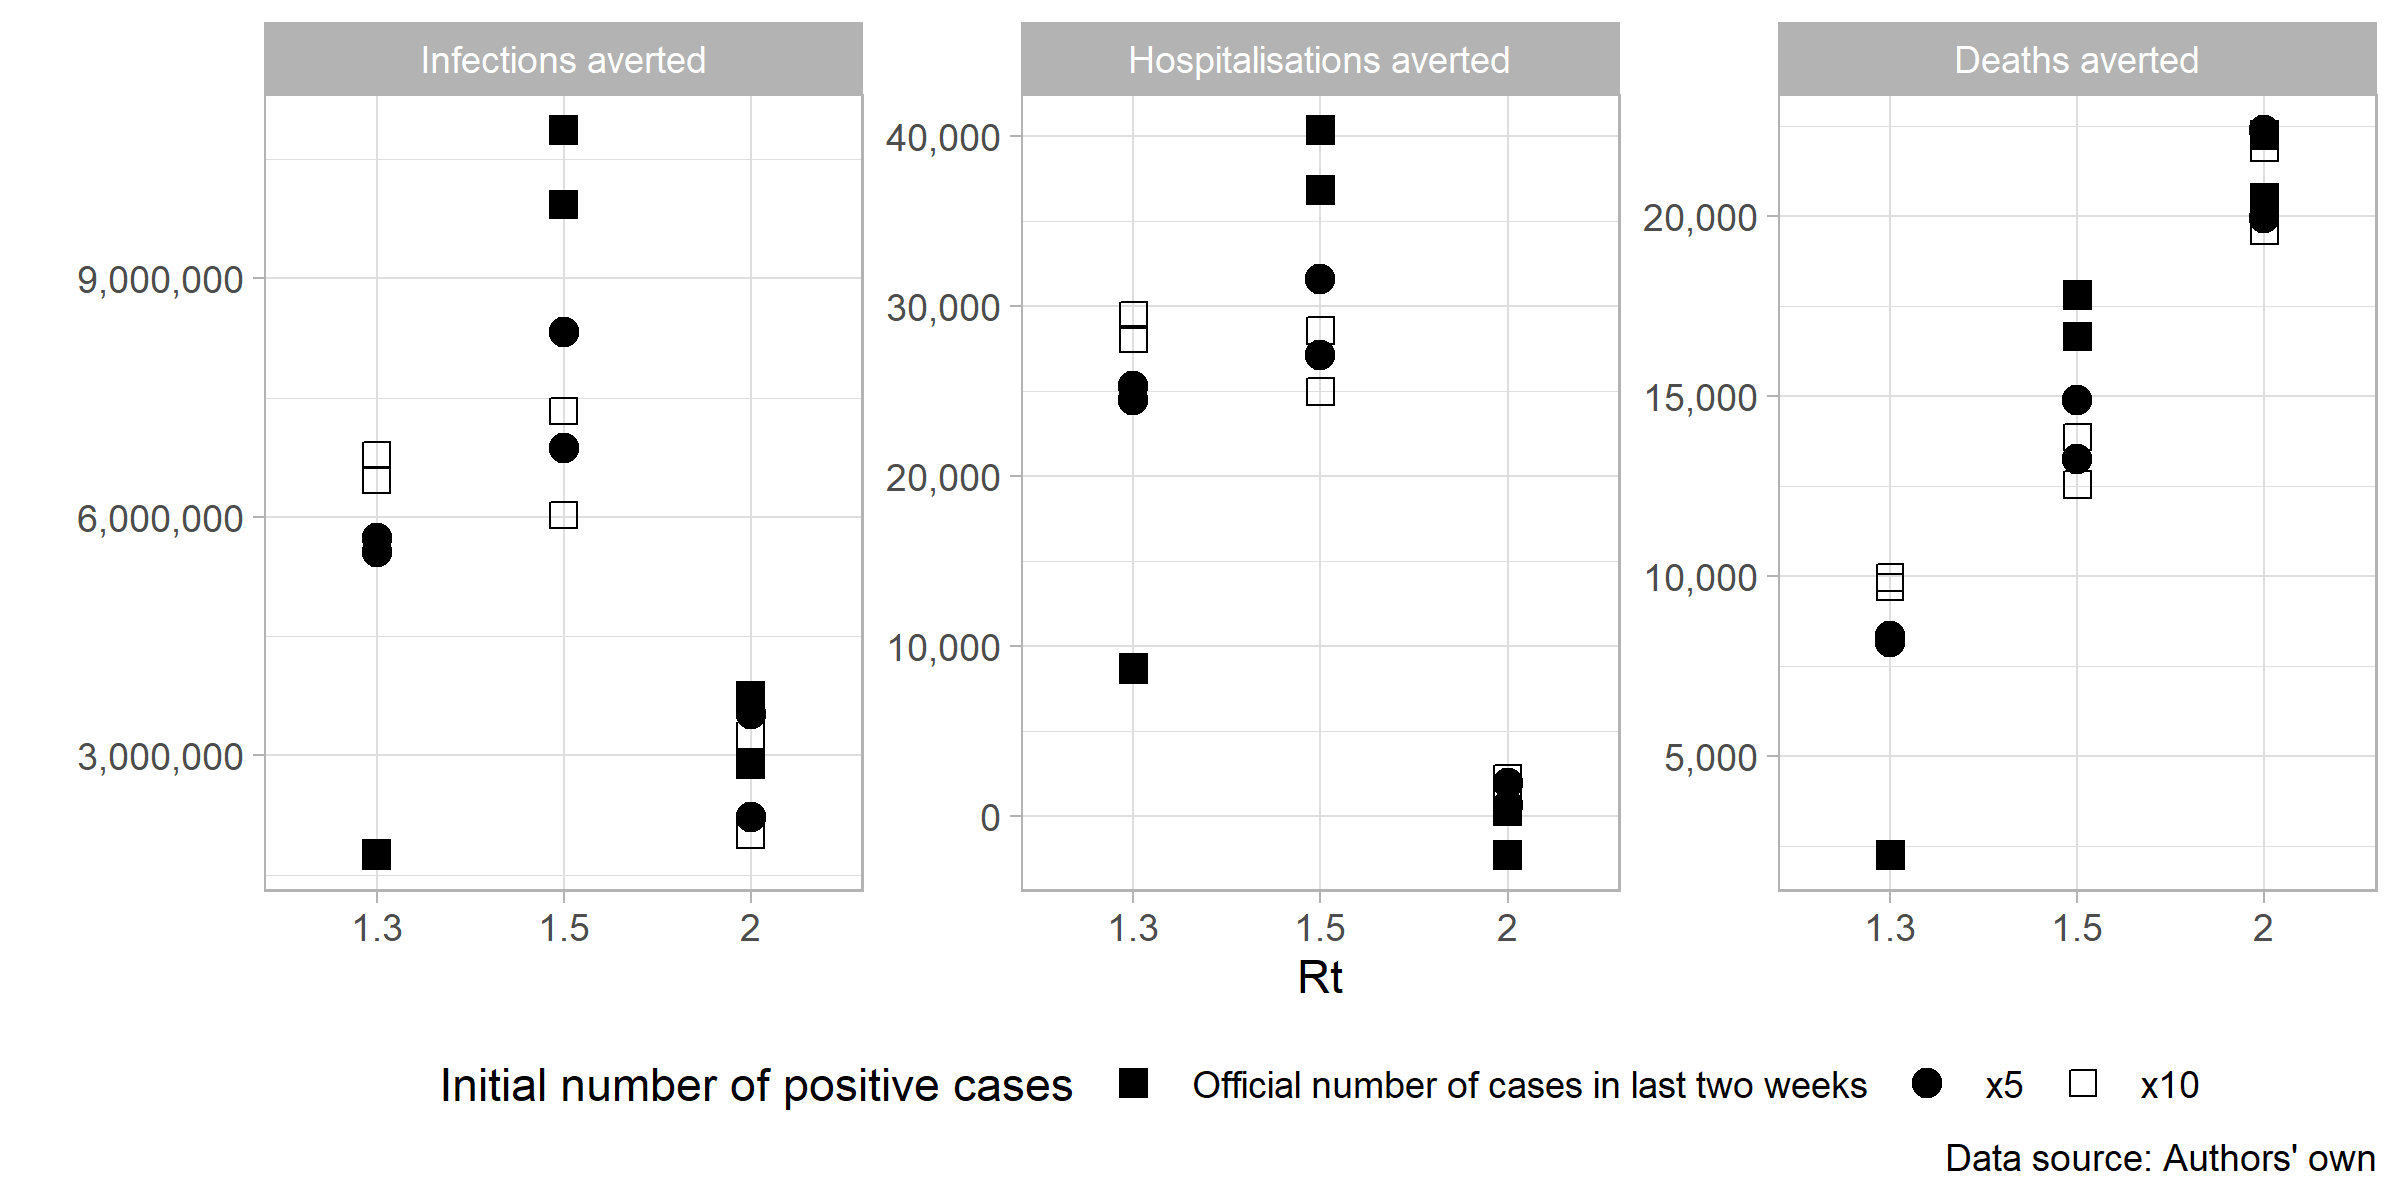 Infections averted
Hospitalisations averted
Deaths averted
9,000,000
6,000,000
3,000,000
40,000
30,000
20,000
10,000
0
20,000
15,000
10,000
5,000
1.3 1.5 2
1.3 1.5 2
1.3 1.5 2
Rt
Initial number of positive cases Official number of cases in last two weeks x5 x10
Data source: Authors' own